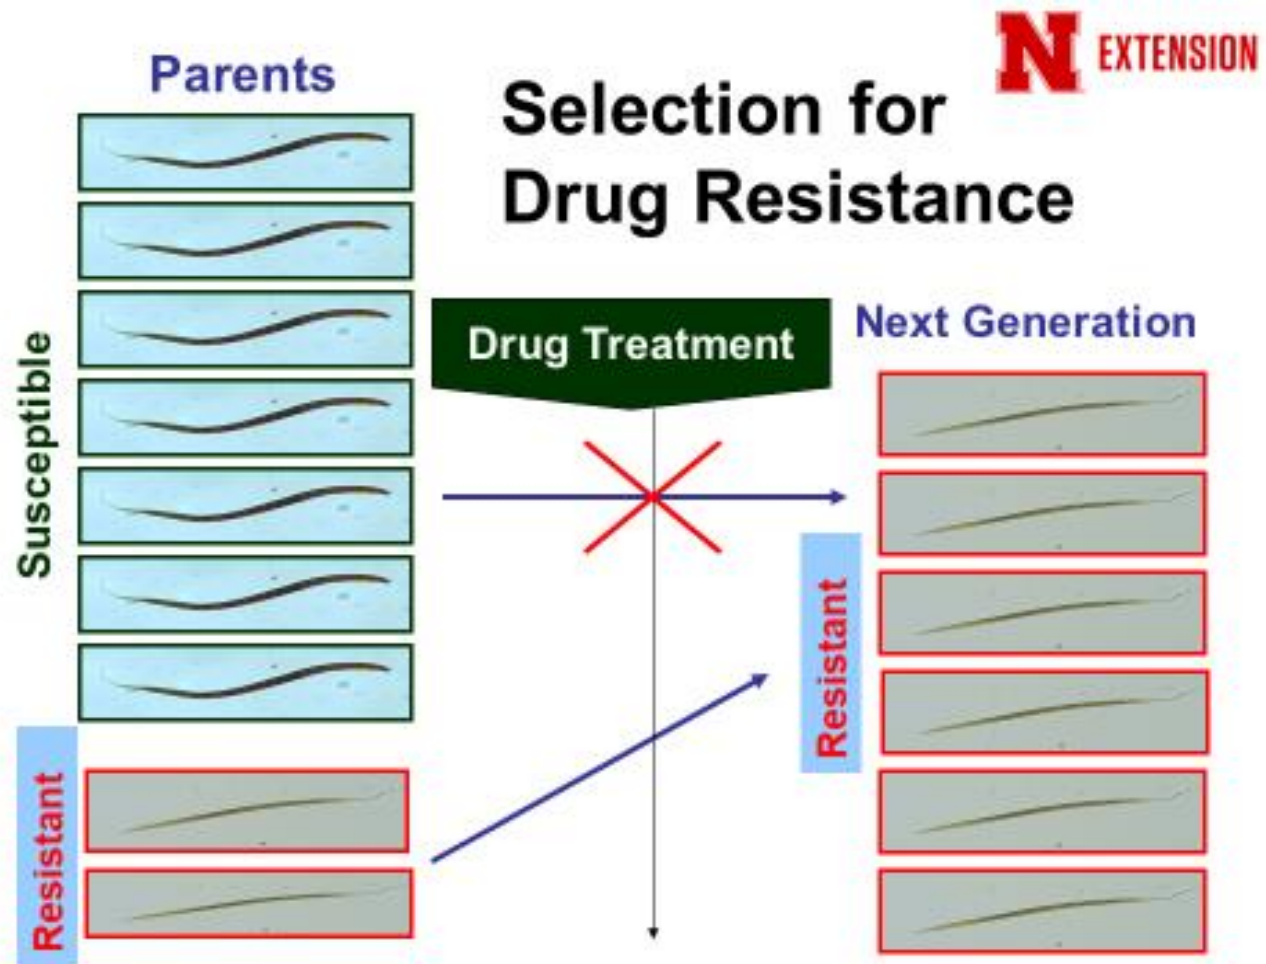 N EXTENSION
Parents
Selection for
Drug Resistance
Drug Treatment
Next Generation
Susceptible
Resistant
Resistant